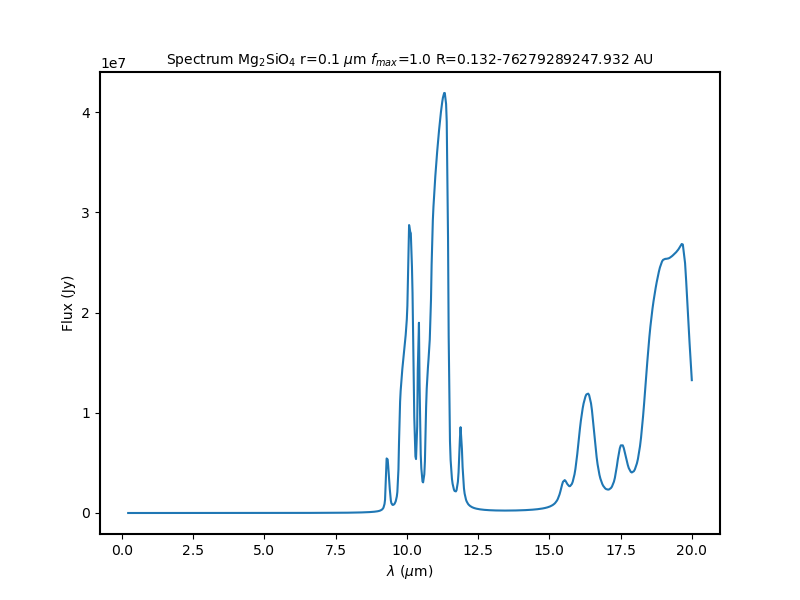 Spectrum Mg₂SiO₄ r=0.1 μm f_max=1.0 R=0.132-76279289247.932 AU
1e7
4
3
2
1
0
Flux (Jy)
0.0 2.5 5.0 7.5 10.0 12.5 15.0 17.5 20.0
λ (μm)